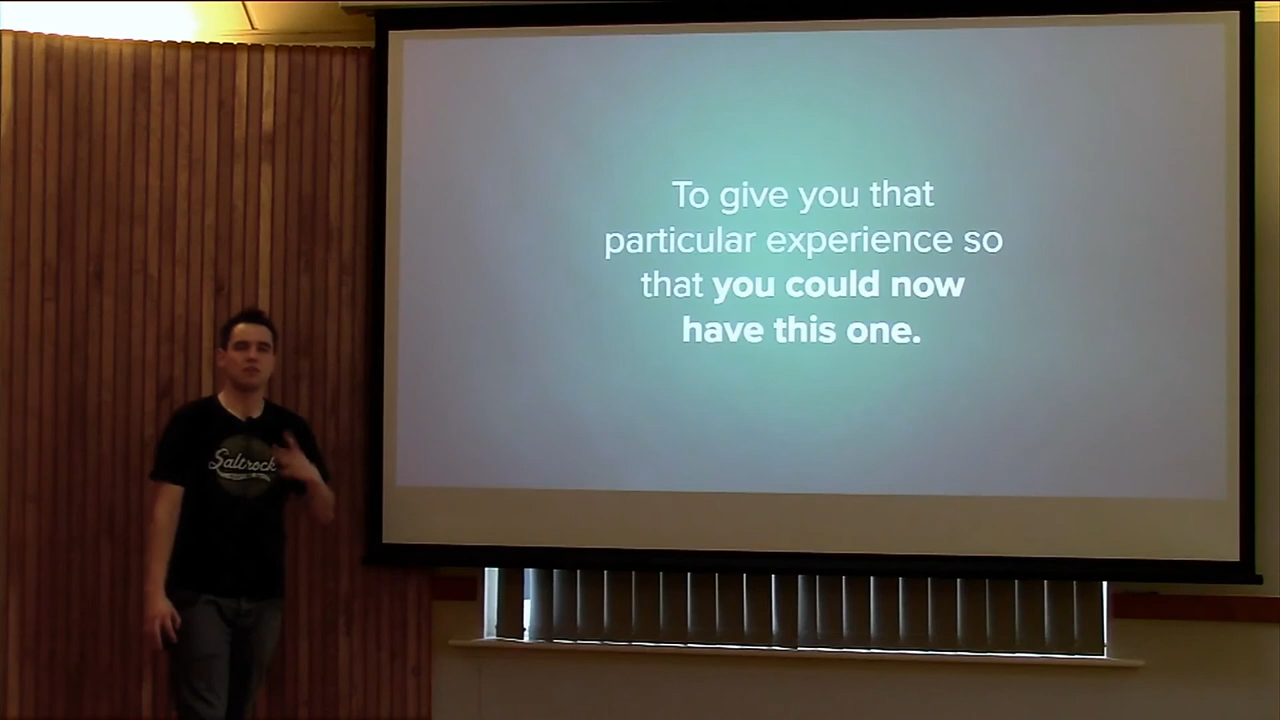 To give you that
particular experience so
that you could now
have this one.
Saltrock